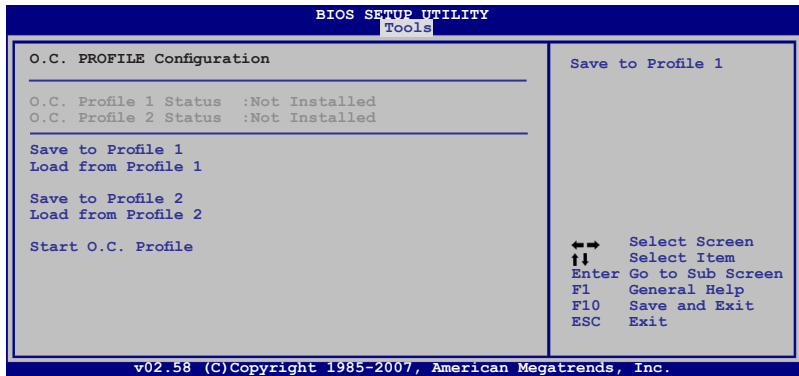 BIOS SETUP UTILITY
Tools
O.C. PROFILE Configuration
O.C. Profile 1 Status :Not Installed
O.C. Profile 2 Status :Not Installed
Save to Profile 1
Load from Profile 1
Save to Profile 2
Load from Profile 2
Start O.C. Profile
Save to Profile 1
Select Screen
Select Item
Enter Go to Sub Screen
F1 General Help
F10 Save and Exit
ESC Exit
v02.58 (C)Copyright 1985-2007, American Megatrends, Inc.